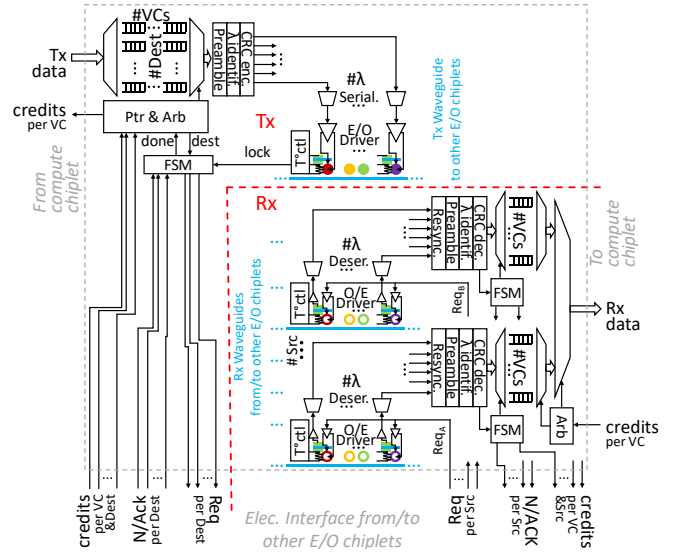 #VCs
#Dest
Tx
data
Preamble
λ identif.
CRC enc.
#λ
Serial.
...
E/O
Driver
...
T°ctl
Tx
credits
per VC
Ptr & Arb
done
dest
lock
FSM
From compute
chiplet
Tx Waveguide
to other E/O chiplets
Rx
To compute
chiplet
Rx Waveguides
from/to other E/O chiplets
#λ
Deser.
...
O/E
Driver
T°ctl
Resync.
Preamble
λ identif.
CRC dec.
#VCs
...
FSM
Req_B
Rx
data
# Src
...
#λ
Deser.
...
O/E
Driver
T°ctl
Resync.
Preamble
λ identif.
CRC dec.
#VCs
...
FSM
Req_A
Arb
credits
per VC
credits
per VC
&Dest
N/Ack
per Dest
Req
per Dest
Req
per Src
N/ACK
per Src
credits
per VC
&Src
Elec. Interface from/to
other E/O chiplets